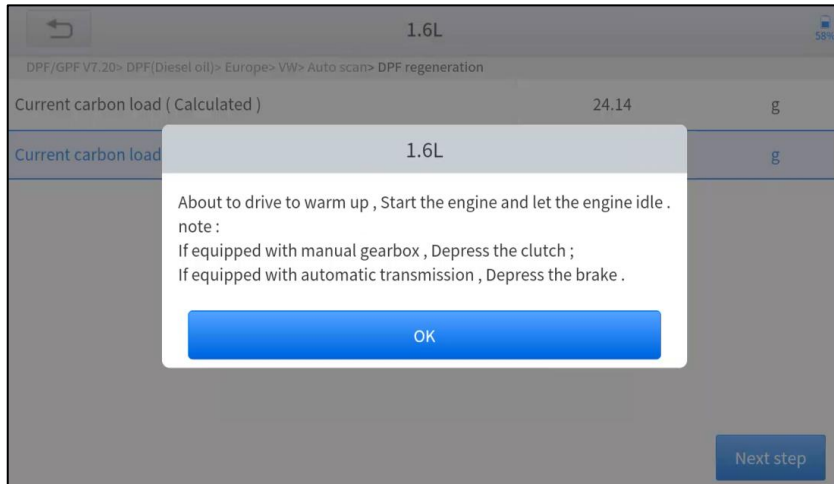 1.6L
58%
DPF/GPF V7.20> DPF(Diesel oil)> Europe> VW> Auto scan> DPF regeneration
Current carbon load ( Calculated ) 24.14 g
Current carbon load g
1.6L
About to drive to warm up , Start the engine and let the engine idle .
note :
If equipped with manual gearbox , Depress the clutch ;
If equipped with automatic transmission , Depress the brake .
OK
Next step